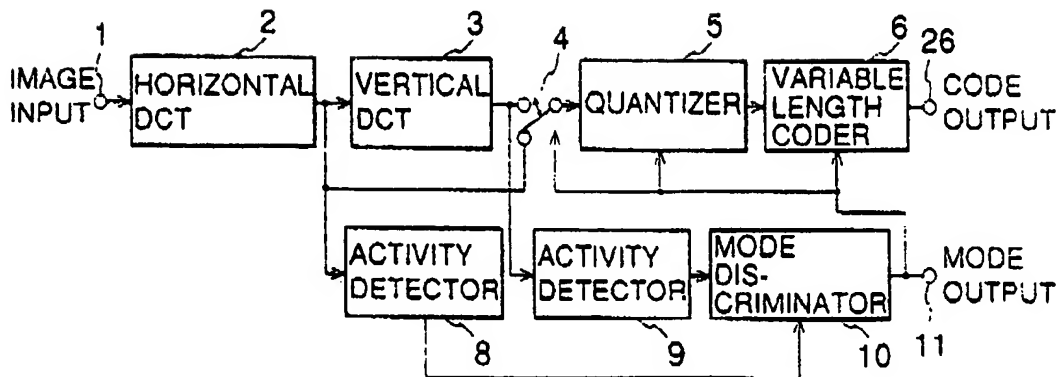 1
2
3
4
5
6
26
IMAGE
INPUT
HORIZONTAL
DCT
VERTICAL
DCT
QUANTIZER
VARIABLE
LENGTH
CODER
CODE
OUTPUT
ACTIVITY
DETECTOR
ACTIVITY
DETECTOR
MODE
DIS-
CRIMINATOR
MODE
OUTPUT
8
9
10
11